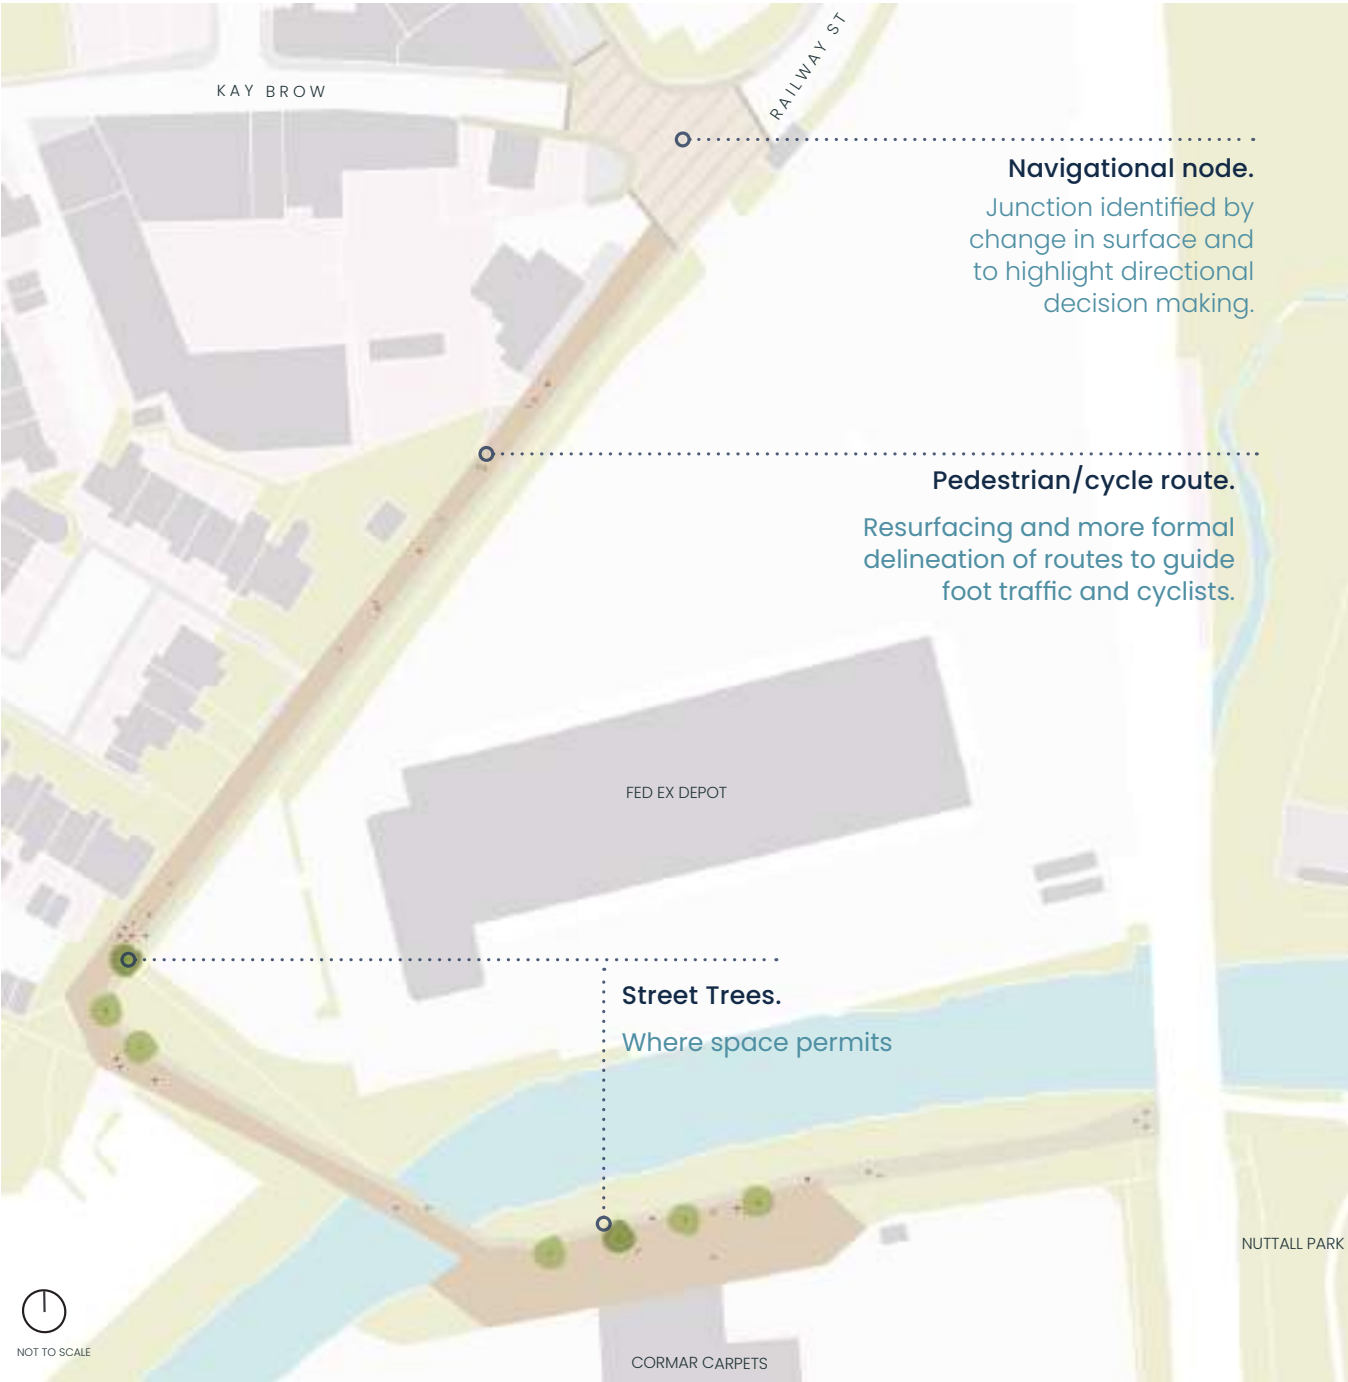 RAILWAY ST
KAY BROW
Navigational node.
Junction identified by
change in surface and
to highlight directional
decision making.
Pedestrian/cycle route.
Resurfacing and more formal
delineation of routes to guide
foot traffic and cyclists.
FED EX DEPOT
Street Trees.
Where space permits
NUTTALL PARK
NOT TO SCALE
CORMAR CARPETS